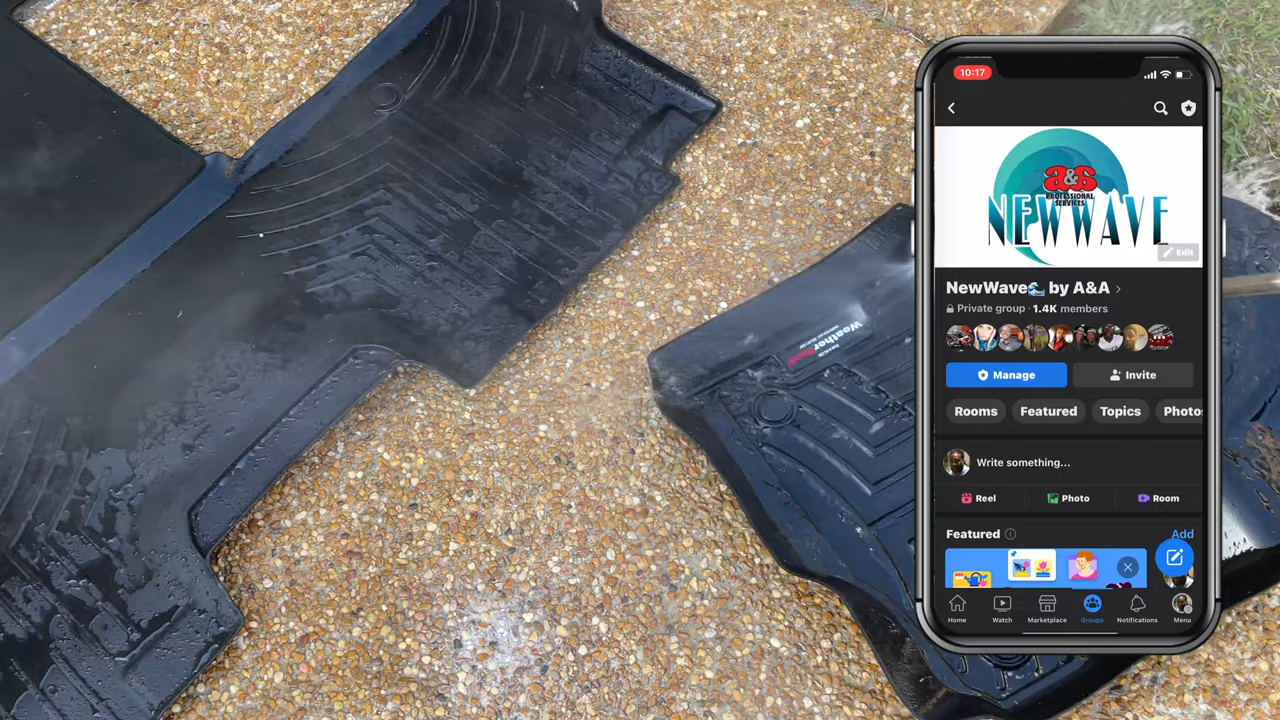 WeatherTech
10:17
a&a
PROFESSIONAL
SERVICES
NEWWAVE
Edit
NewWave🌊 by A&A
Private group · 1.4K members
Manage
Invite
Rooms
Featured
Topics
Photos
Write something...
Reel
Photo
Room
Featured
Add
Home
Watch
Marketplace
Groups
Notifications
Menu